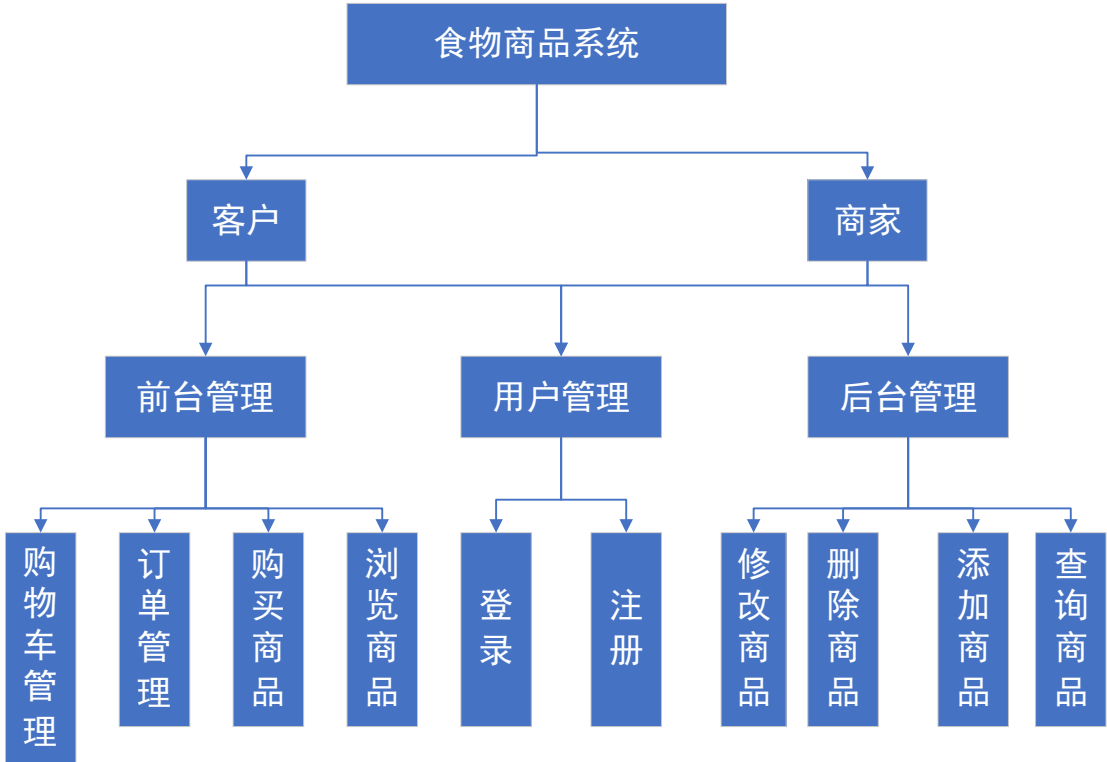 食物商品系统
客户
商家
前台管理
用户管理
后台管理
购物车管理
订单管理
购买商品
浏览商品
登录
注册
修改商品
删除商品
添加商品
查询商品